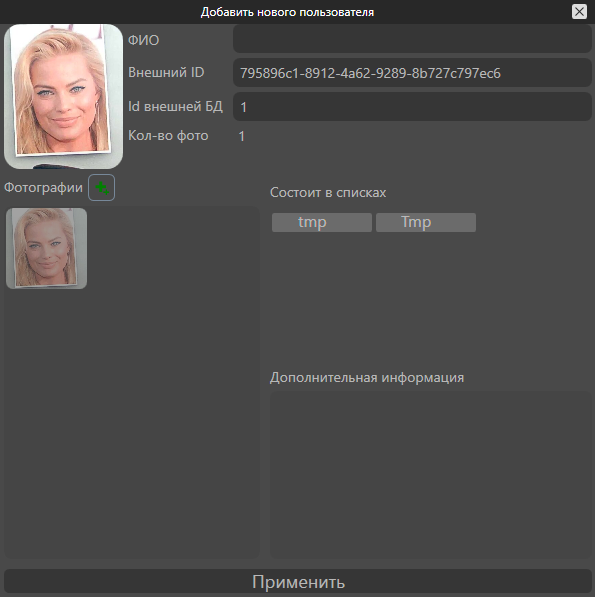 Добавить нового пользователя
ФИО
Внешний ID 795896c1-8912-4a62-9289-8b727c797ec6
Id внешней БД 1
Кол-во фото 1
Фотографии
Состоит в списках
tmp Tmp
Дополнительная информация
Применить